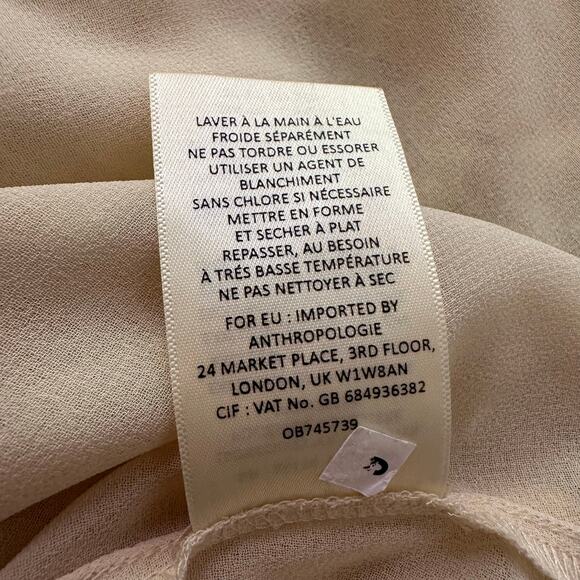 LAVER À LA MAIN À L'EAU
FROIDE SÉPARÉMENT
NE PAS TORDRE OU ESSORER
UTILISER UN AGENT DE
BLANCHIMENT
SANS CHLORE SI NÉCESSAIRE
METTRE EN FORME
ET SECHER À PLAT
REPASSER, AU BESOIN
À TRÉS BASSE TEMPÉRATURE
NE PAS NETTOYER À SEC
FOR EU : IMPORTED BY
ANTHROPOLOGIE
24 MARKET PLACE, 3RD FLOOR,
LONDON, UK W1W8AN
CIF : VAT No. GB 684936382
OB745739